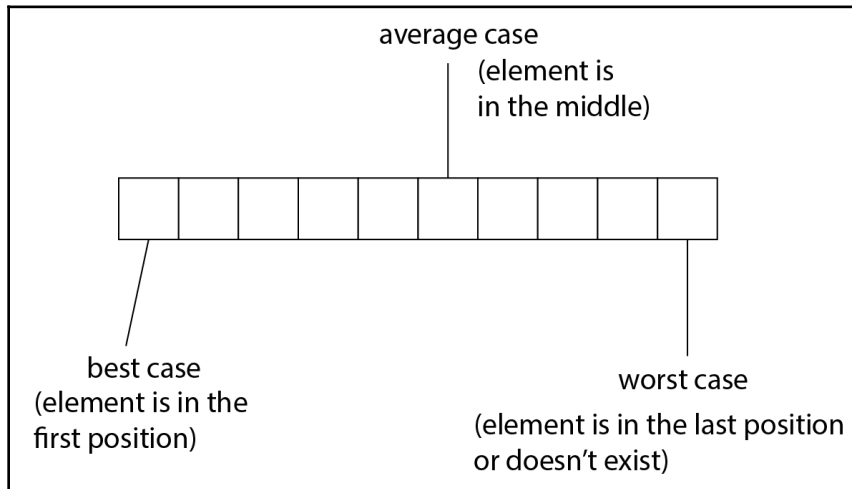 average case
(element is
in the middle)
best case
(element is in the
first position)
worst case
(element is in the last position
or doesn't exist)